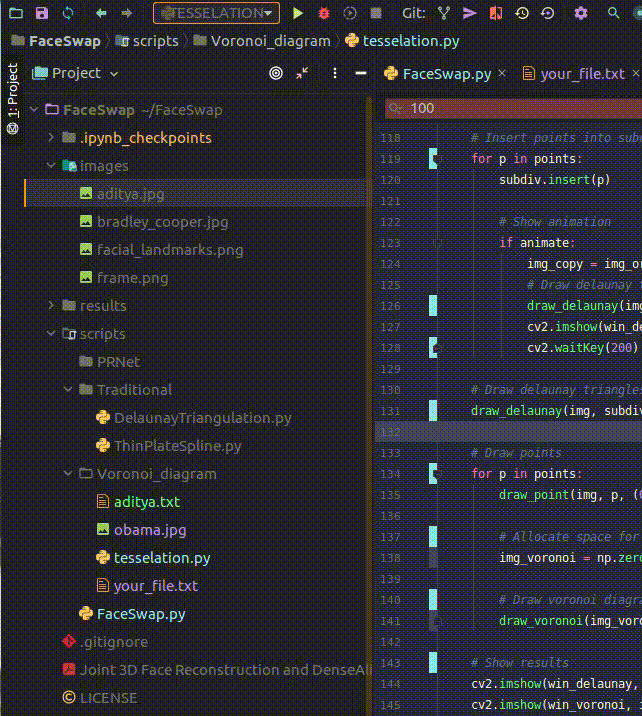 TESSELATION Git:
FaceSwap scripts Voronoi_diagram tesselation.py
1: Project
Project
FaceSwap ~/FaceSwap
.ipynb_checkpoints
images
aditya.jpg
bradley_cooper.jpg
facial_landmarks.png
frame.png
results
scripts
PRNet
Traditional
DelaunayTriangulation.py
ThinPlateSpline.py
Voronoi_diagram
aditya.txt
obama.jpg
tesselation.py
your_file.txt
FaceSwap.py
.gitignore
Joint 3D Face Reconstruction and DenseAli
LICENSE
FaceSwap.py × your_file.txt ×
100
118 # Insert points into subd
119 for p in points:
120 subdiv.insert(p)
121
122 # Show animation
123 if animate:
124 img_copy = img_or
125 # Draw delaunay t
126 draw_delaunay(img
127 cv2.imshow(win_de
128 cv2.waitKey(200)
129
130 # Draw delaunay triangles
131 draw_delaunay(img, subdiv
132
133 # Draw points
134 for p in points:
135 draw_point(img, p, (0
136
137 # Allocate space for
138 img_voronoi = np.zero
139
140 # Draw voronoi diagra
141 draw_voronoi(img_voro
142
143 # Show results
144 cv2.imshow(win_delaunay,
145 cv2.imshow(win_voronoi, i